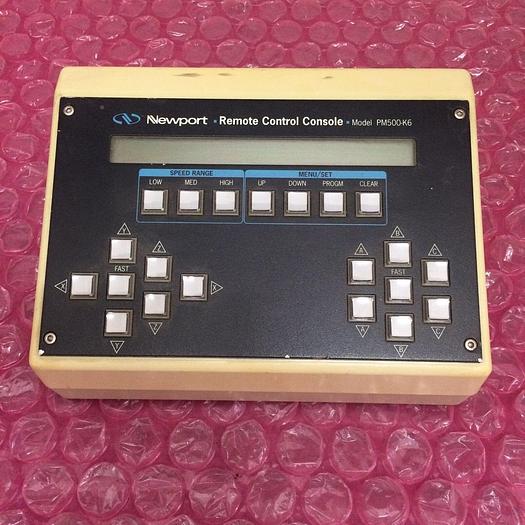 Newport ▪ Remote Control Console ▪ Model PM500-K6
SPEED RANGE MENU/SET
LOW MED HIGH UP DOWN PROGM CLEAR
Y B
Z A C
FAST FAST
X X
Z A C
Y B